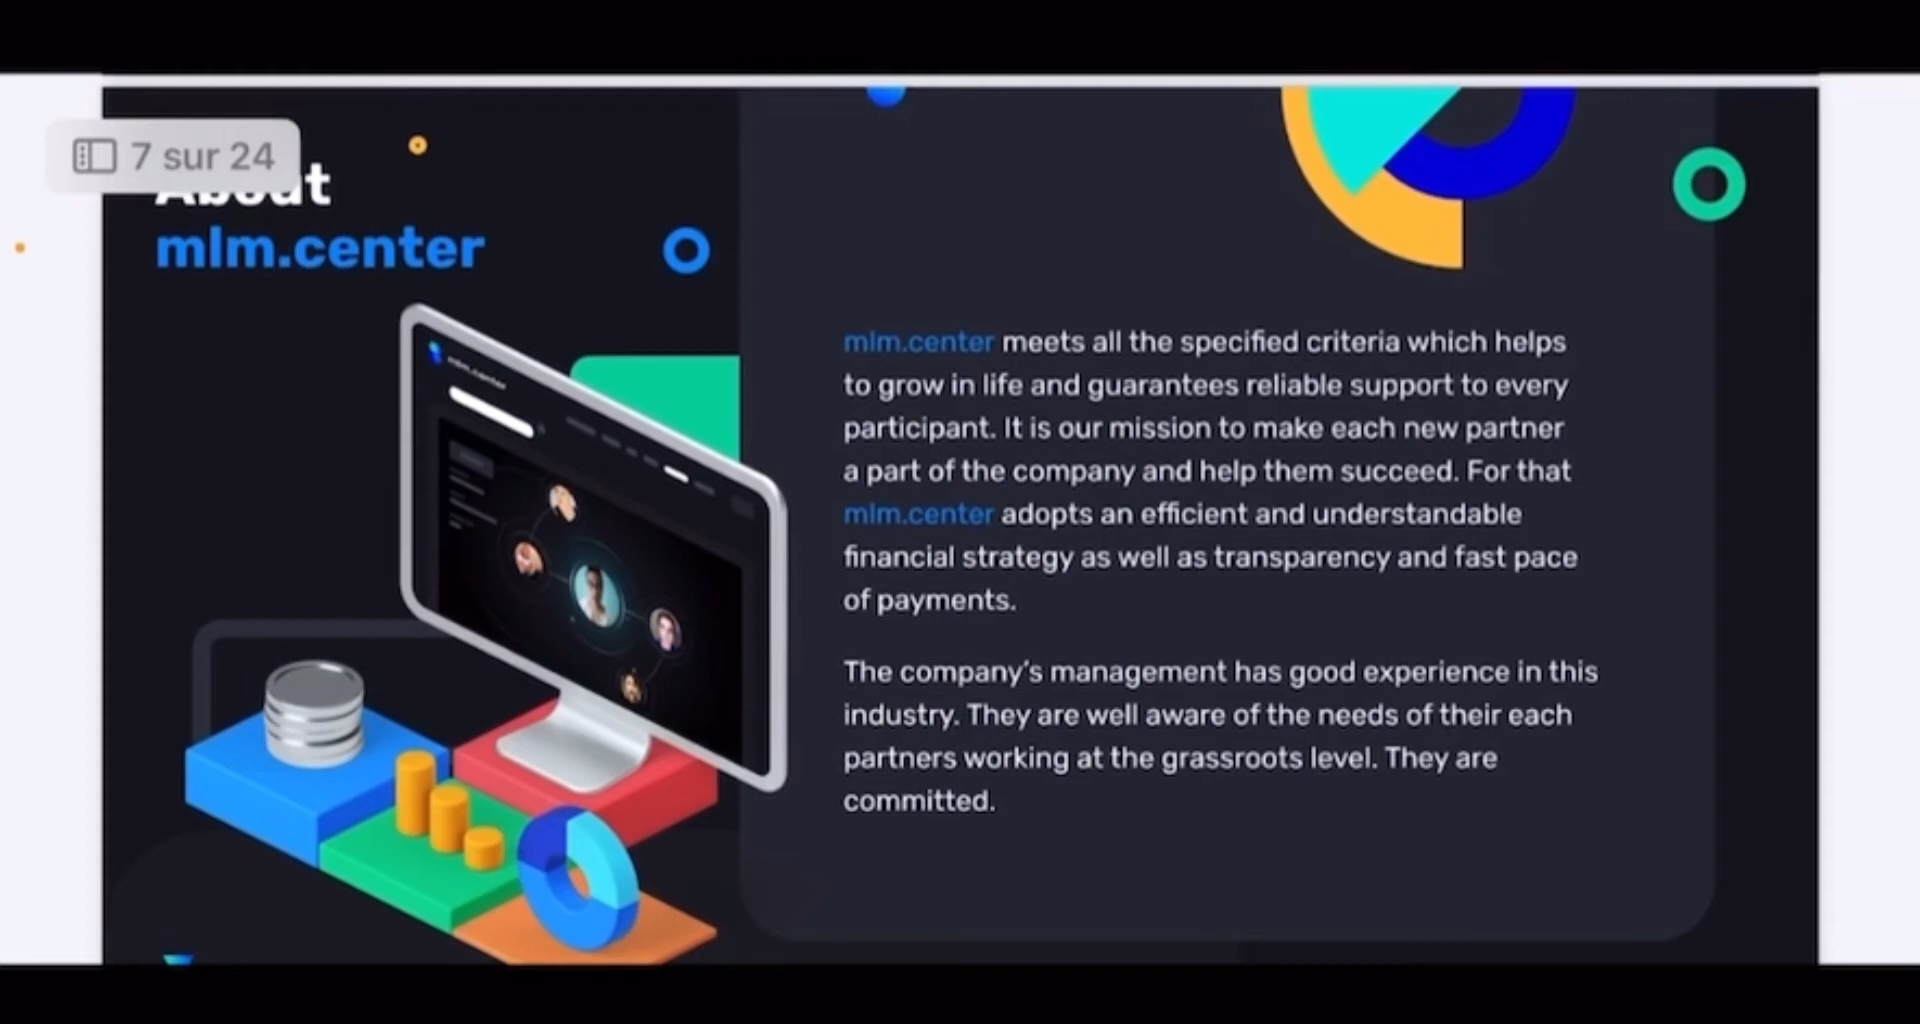 7 sur 24
About
mlm.center
mlm.center
mlm.center meets all the specified criteria which helps
to grow in life and guarantees reliable support to every
participant. It is our mission to make each new partner
a part of the company and help them succeed. For that
mlm.center adopts an efficient and understandable
financial strategy as well as transparency and fast pace
of payments.
The company's management has good experience in this
industry. They are well aware of the needs of their each
partners working at the grassroots level. They are
committed.